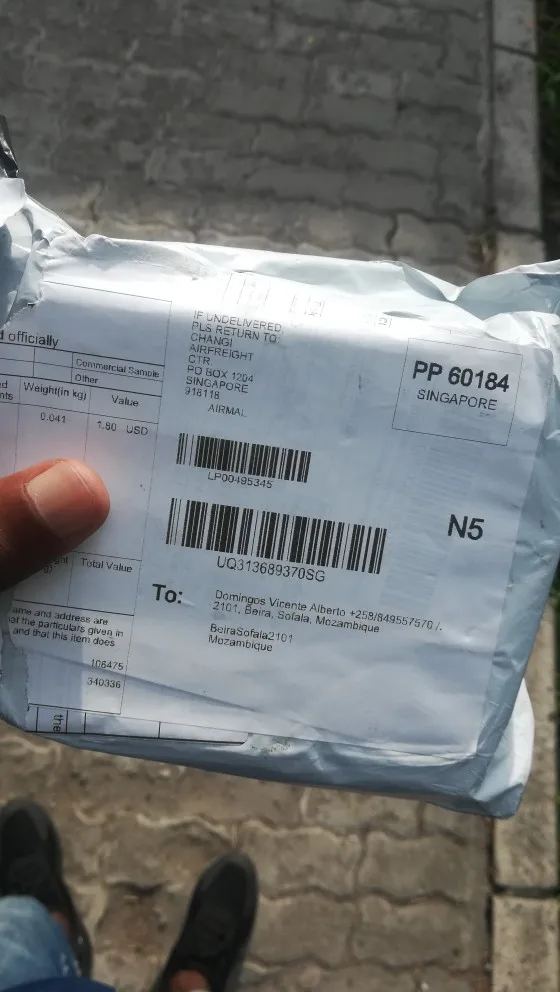 d officially
Commercial Sample
Other
Weight(in kg)
Value
0.041
1.80 USD
Total Value
ame and address are
at the particulars given in
and that this item does
106475
340336
the
IF UNDELIVERED,
PLS RETURN TO:
CHANGI
AIRFREIGHT
CTR
PO BOX 1204
SINGAPORE
918118
AIRMAL
PP 60184
SINGAPORE
LP00495345
UQ313689370SG
N5
To:
Domingos Vicente Alberto +258/849557570 /.
2101, Beira, Sofala, Mozambique
BeiraSofala2101
Mozambique